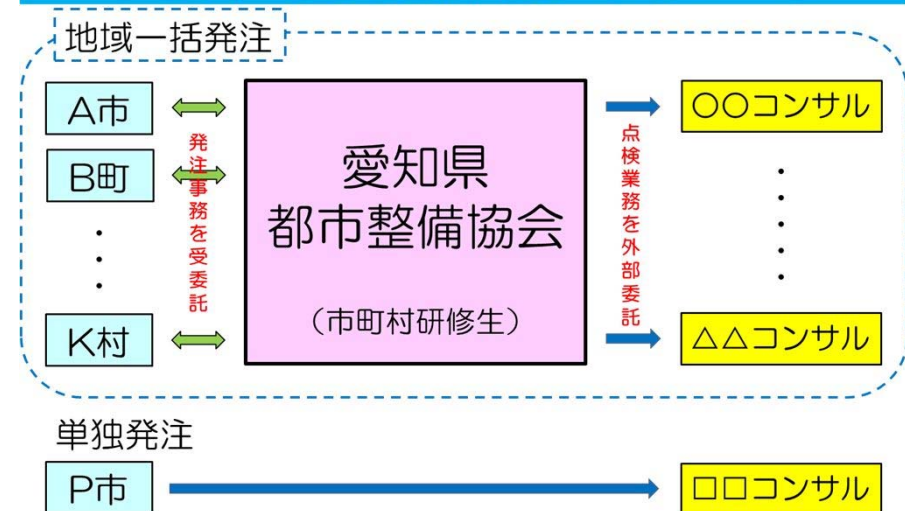 地域一括発注
A市
B町
・
・
・
K村
発注事務を受委託
愛知県
都市整備協会
(市町村研修生)
点検業務を外部委託
〇〇コンサル
・
・
・
・
・
△△コンサル
単独発注
P市
□□コンサル